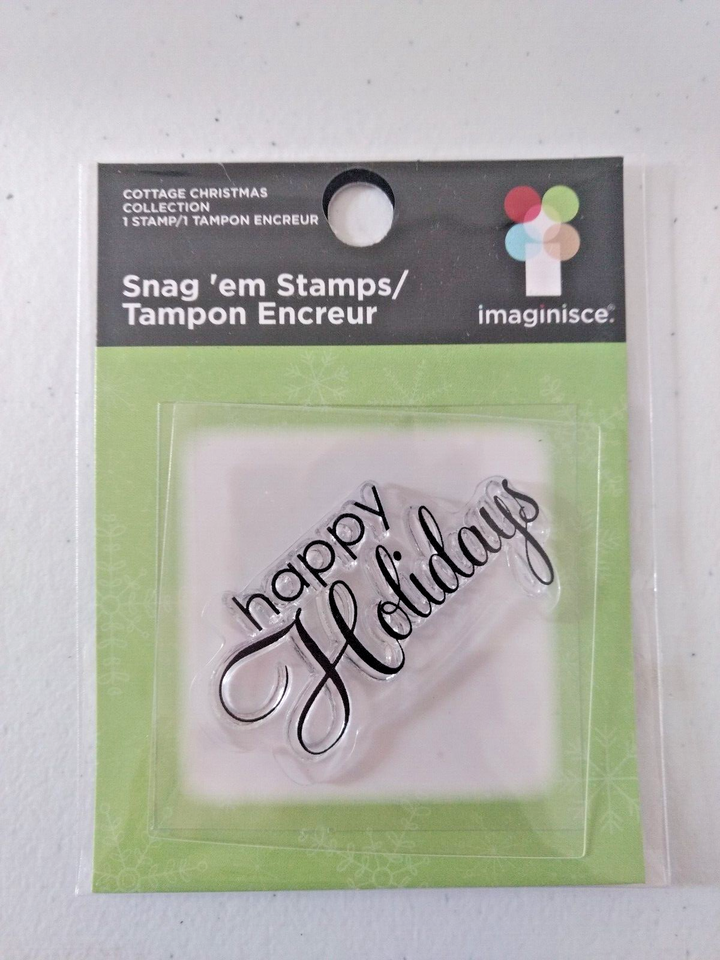 COTTAGE CHRISTMAS
COLLECTION
1 STAMP/1 TAMPON ENCREUR
Snag 'em Stamps/
Tampon Encreur
imaginisce®
happy
Holidays